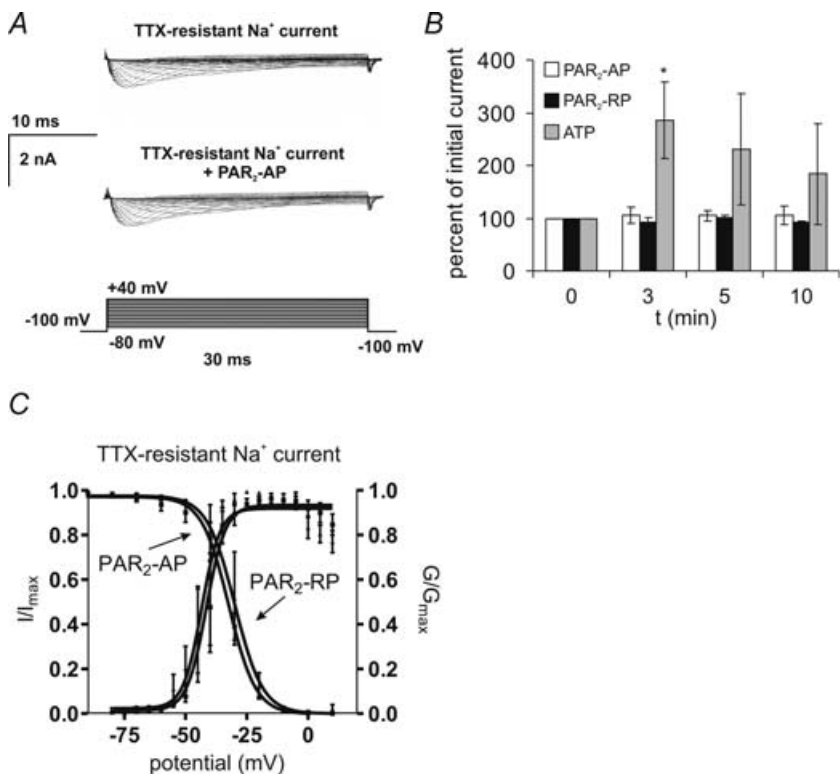 A
TTX-resistant Na⁺ current
10 ms
2 nA
TTX-resistant Na⁺ current
+ PAR₂-AP
+40 mV
-100 mV
-80 mV
-100 mV
30 ms
B
percent of initial current
400
300
200
100
0
PAR₂-AP
PAR₂-RP
ATP
*
0 3 5 10
t (min)
C
TTX-resistant Na⁺ current
I/Imax
1.0
0.8
0.6
0.4
0.2
0.0
PAR₂-AP
PAR₂-RP
1.0
0.8
0.6
0.4
0.2
0.0
G/Gmax
-75 -50 -25 0
potential (mV)